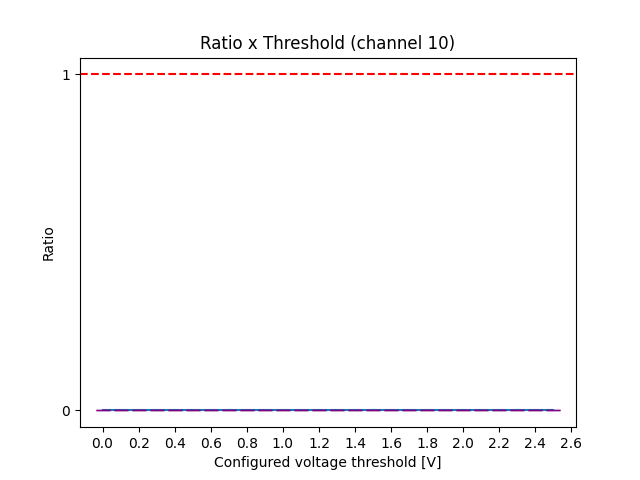 Ratio x Threshold (channel 10)
1
Ratio
0
0.0 0.2 0.4 0.6 0.8 1.0 1.2 1.4 1.6 1.8 2.0 2.2 2.4 2.6
Configured voltage threshold [V]